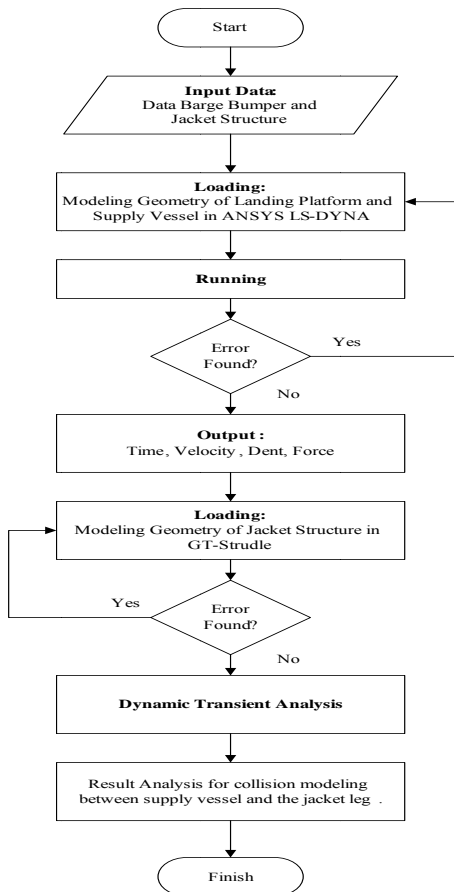 Start
Input Data:
Data Barge Bumper and
Jacket Structure
Loading:
Modeling Geometry of Landing Platform and
Supply Vessel in ANSYS LS-DYNA
Running
Error
Found?
Yes
No
Output :
Time, Velocity , Dent, Force
Loading:
Modeling Geometry of Jacket Structure in
GT-Strudle
Yes
Error
Found?
No
Dynamic Transient Analysis
Result Analysis for collision modeling
between supply vessel and the jacket leg .
Finish